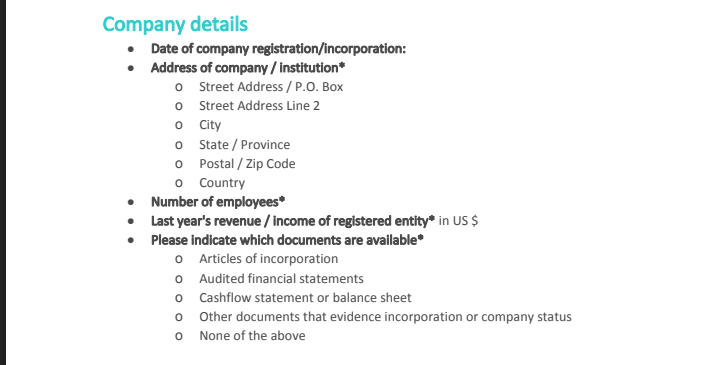 Company details
• Date of company registration/incorporation:
• Address of company / institution*
o Street Address / P.O. Box
o Street Address Line 2
o City
o State / Province
o Postal / Zip Code
o Country
• Number of employees*
• Last year's revenue / income of registered entity* in US $
• Please indicate which documents are available*
o Articles of incorporation
o Audited financial statements
o Cashflow statement or balance sheet
o Other documents that evidence incorporation or company status
o None of the above